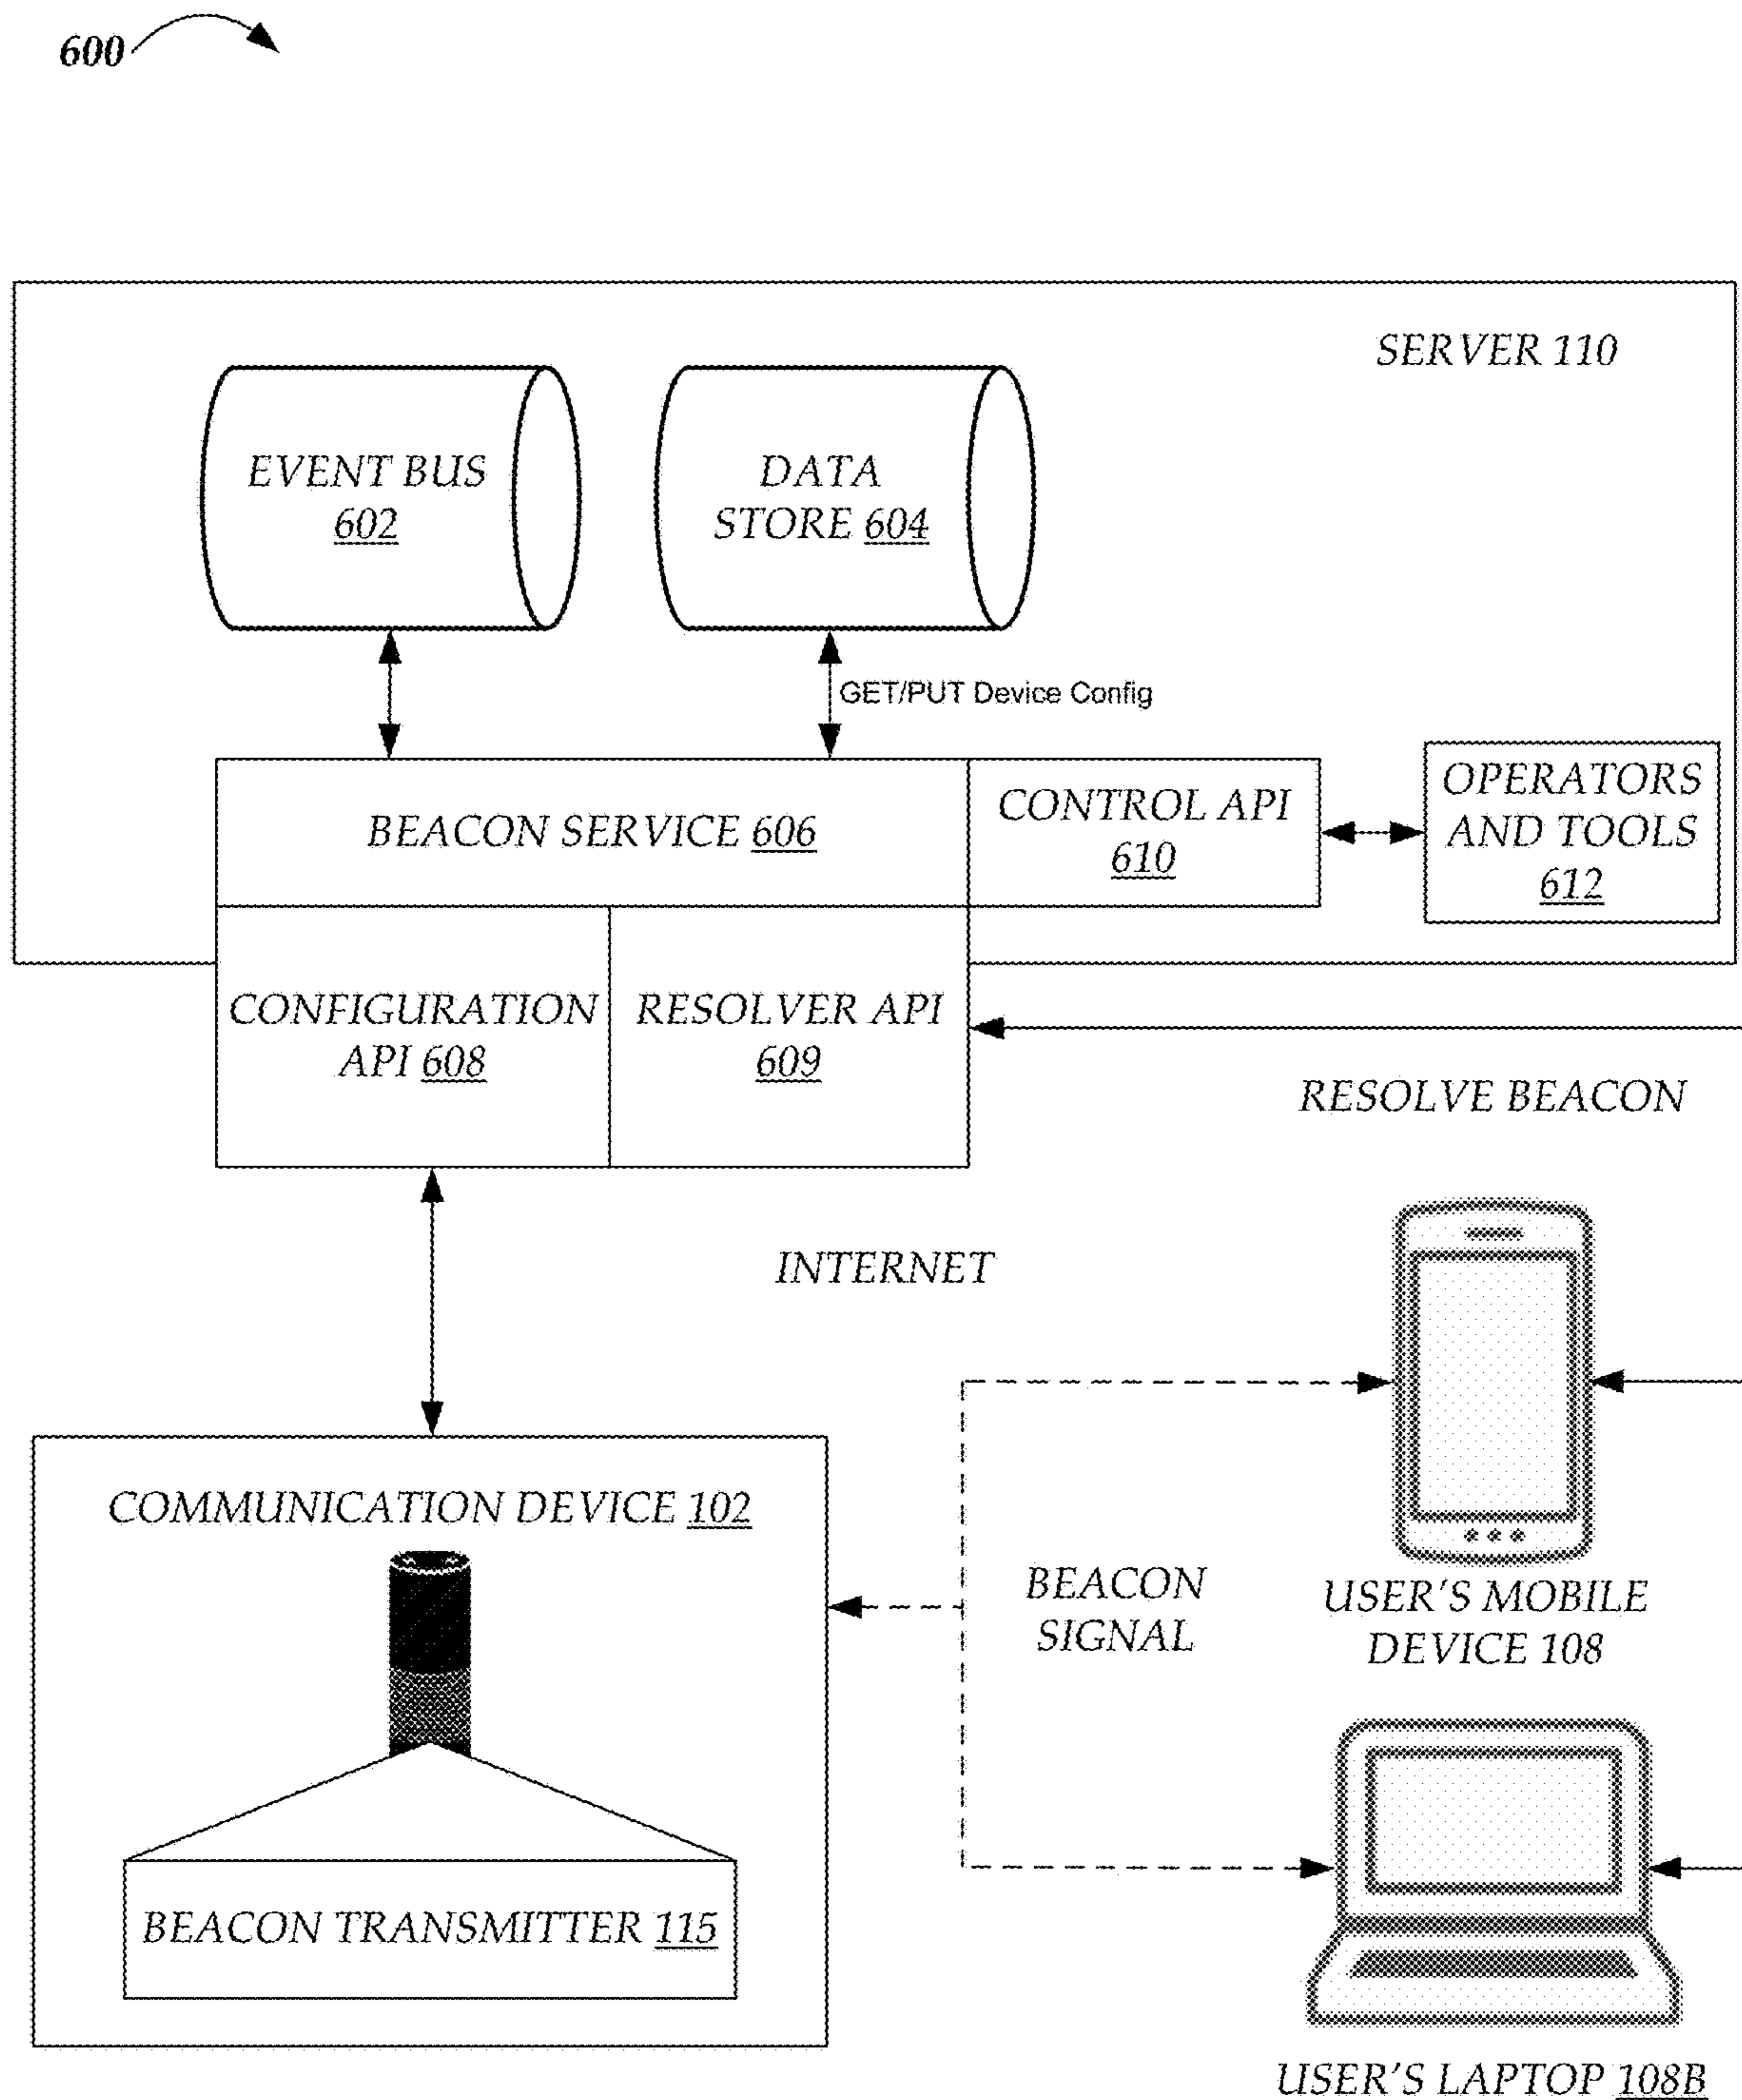 600
SERVER 110
EVENT BUS
602
DATA
STORE 604
GET/PUT Device Config
BEACON SERVICE 606
CONTROL API
610
OPERATORS
AND TOOLS
612
CONFIGURATION
API 608
RESOLVER API
609
RESOLVE BEACON
INTERNET
COMMUNICATION DEVICE 102
BEACON
SIGNAL
USER'S MOBILE
DEVICE 108
BEACON TRANSMITTER 115
USER'S LAPTOP 108B